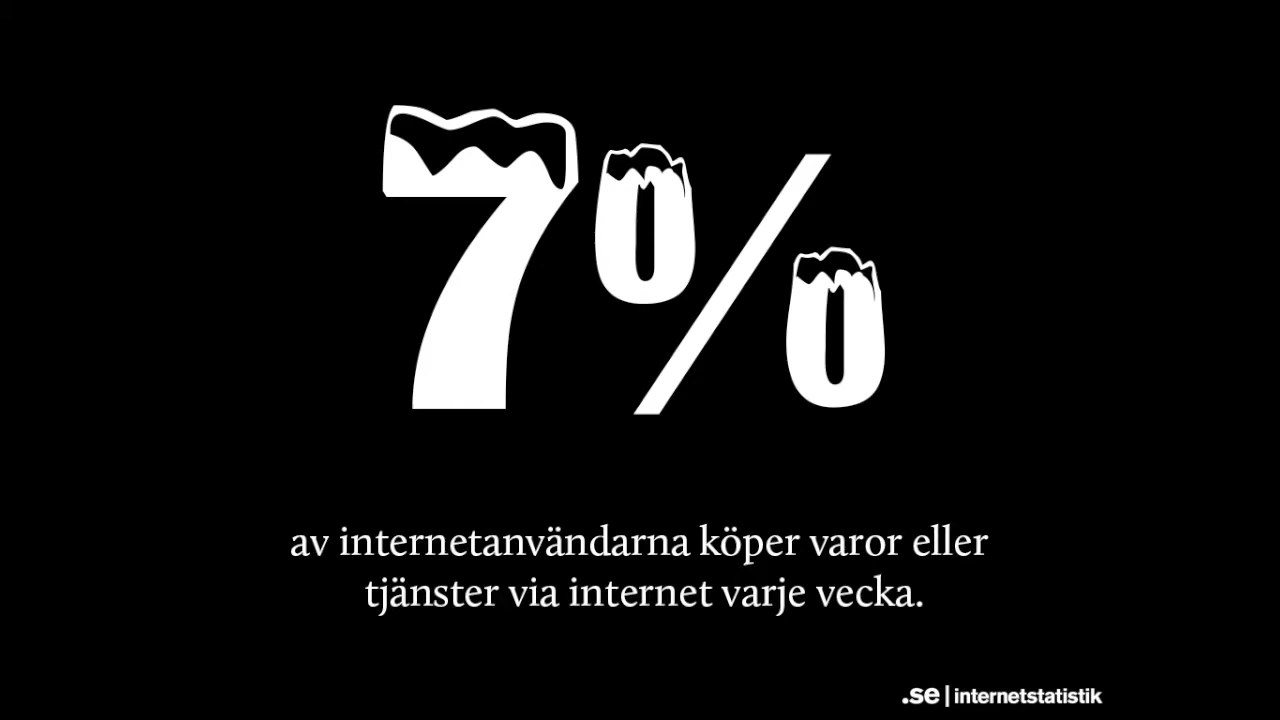 7%
av internetanvändarna köper varor eller
tjänster via internet varje vecka.
.se | internetstatistik